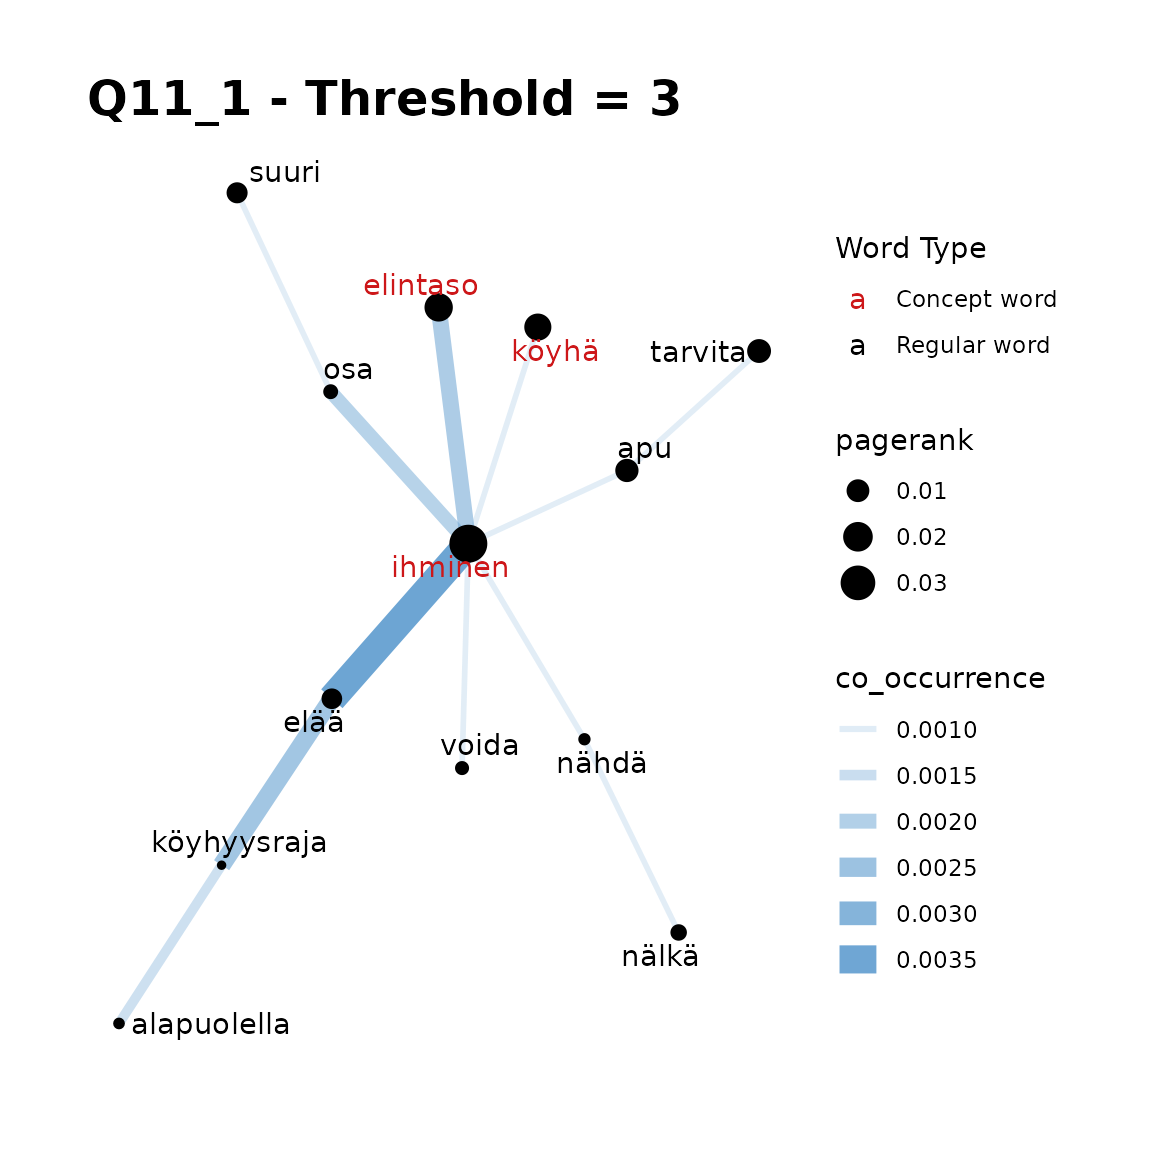 Q11_1 - Threshold = 3
suuri
elintaso
köyhä
tarvita
osa
apu
ihminen
elää
voida
nähdä
köyhyysraja
nälkä
alapuolella
Word Type
a Concept word
a Regular word
pagerank
0.01
0.02
0.03
co_occurrence
0.0010
0.0015
0.0020
0.0025
0.0030
0.0035